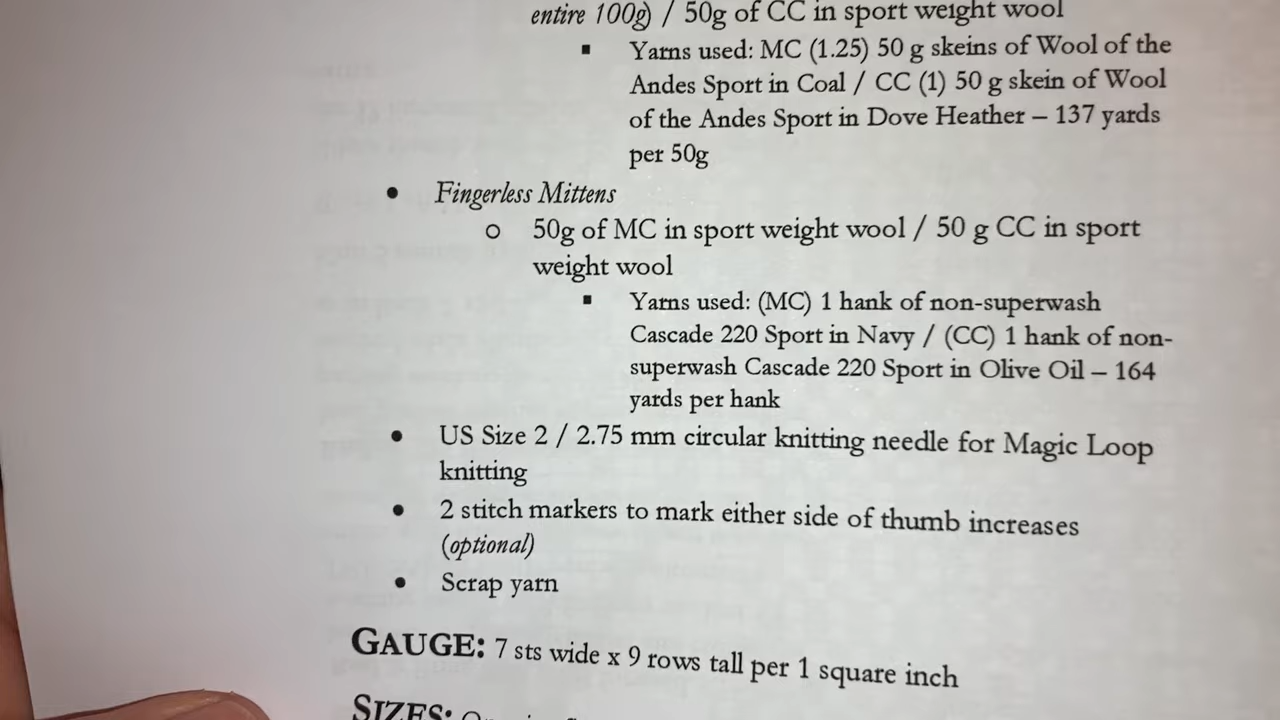 entire 100g) / 50g of CC in sport weight wool
▪ Yarns used: MC (1.25) 50 g skeins of Wool of the
Andes Sport in Coal / CC (1) 50 g skein of Wool
of the Andes Sport in Dove Heather – 137 yards
per 50g
• Fingerless Mittens
o 50g of MC in sport weight wool / 50 g CC in sport
weight wool
▪ Yarns used: (MC) 1 hank of non-superwash
Cascade 220 Sport in Navy / (CC) 1 hank of non-
superwash Cascade 220 Sport in Olive Oil – 164
yards per hank
• US Size 2 / 2.75 mm circular knitting needle for Magic Loop
knitting
• 2 stitch markers to mark either side of thumb increases
(optional)
• Scrap yarn
GAUGE: 7 sts wide x 9 rows tall per 1 square inch
SIZES: